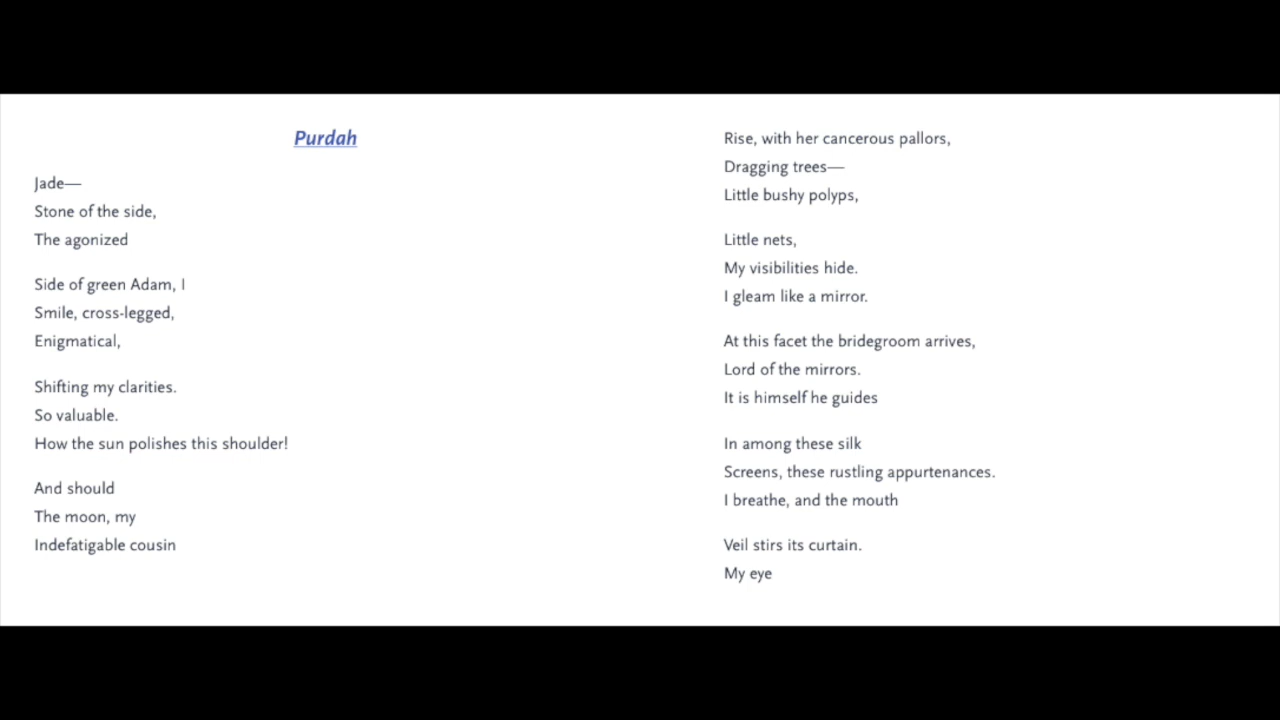 Purdah
Jade—
Stone of the side,
The agonized
Side of green Adam, I
Smile, cross-legged,
Enigmatical,
Shifting my clarities.
So valuable.
How the sun polishes this shoulder!
And should
The moon, my
Indefatigable cousin
Rise, with her cancerous pallors,
Dragging trees—
Little bushy polyps,
Little nets,
My visibilities hide.
I gleam like a mirror.
At this facet the bridegroom arrives,
Lord of the mirrors.
It is himself he guides
In among these silk
Screens, these rustling appurtenances.
I breathe, and the mouth
Veil stirs its curtain.
My eye